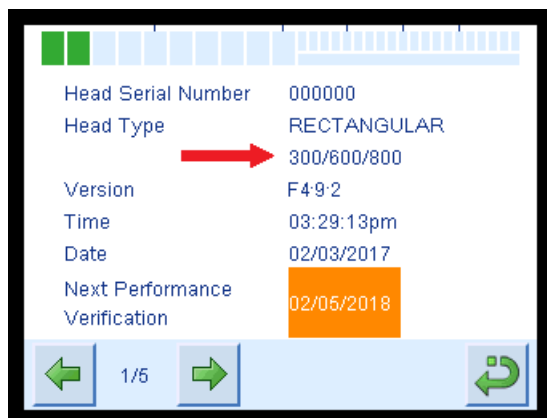 Head Serial Number 000000
Head Type RECTANGULAR
300/600/800
Version F4·9·2
Time 03:29:13pm
Date 02/03/2017
Next Performance
Verification 02/05/2018
1/5